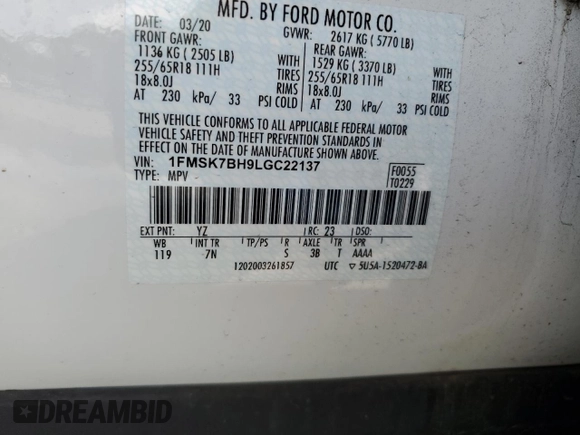 MFD. BY FORD MOTOR CO.
DATE: 03/20 GVWR: 2617 KG ( 5770 LB)
FRONT GAWR: REAR GAWR:
1136 KG ( 2505 LB) WITH 1529 KG ( 3370 LB) WITH
255/65R18 111H TIRES 255/65R18 111H TIRES
18x8.0J RIMS 18x8.0J RIMS
AT 230 kPa/ 33 PSI COLD AT 230 kPa/ 33 PSI COLD
THIS VEHICLE CONFORMS TO ALL APPLICABLE FEDERAL MOTOR
VEHICLE SAFETY AND THEFT PREVENTION STANDARDS IN
EFFECT ON THE DATE OF MANUFACTURE SHOWN ABOVE.
VIN: 1FMSK7BH9LGC22137 F0055
TYPE: MPV T0229
EXT PNT: YZ RC: 23 DSO:
WB INT TR TP/PS R AXLE TR SPR
119 7N S 3B T AAAA
1202003261857 UTC ▽ 5U5A-1520472-BA
DREAMBID